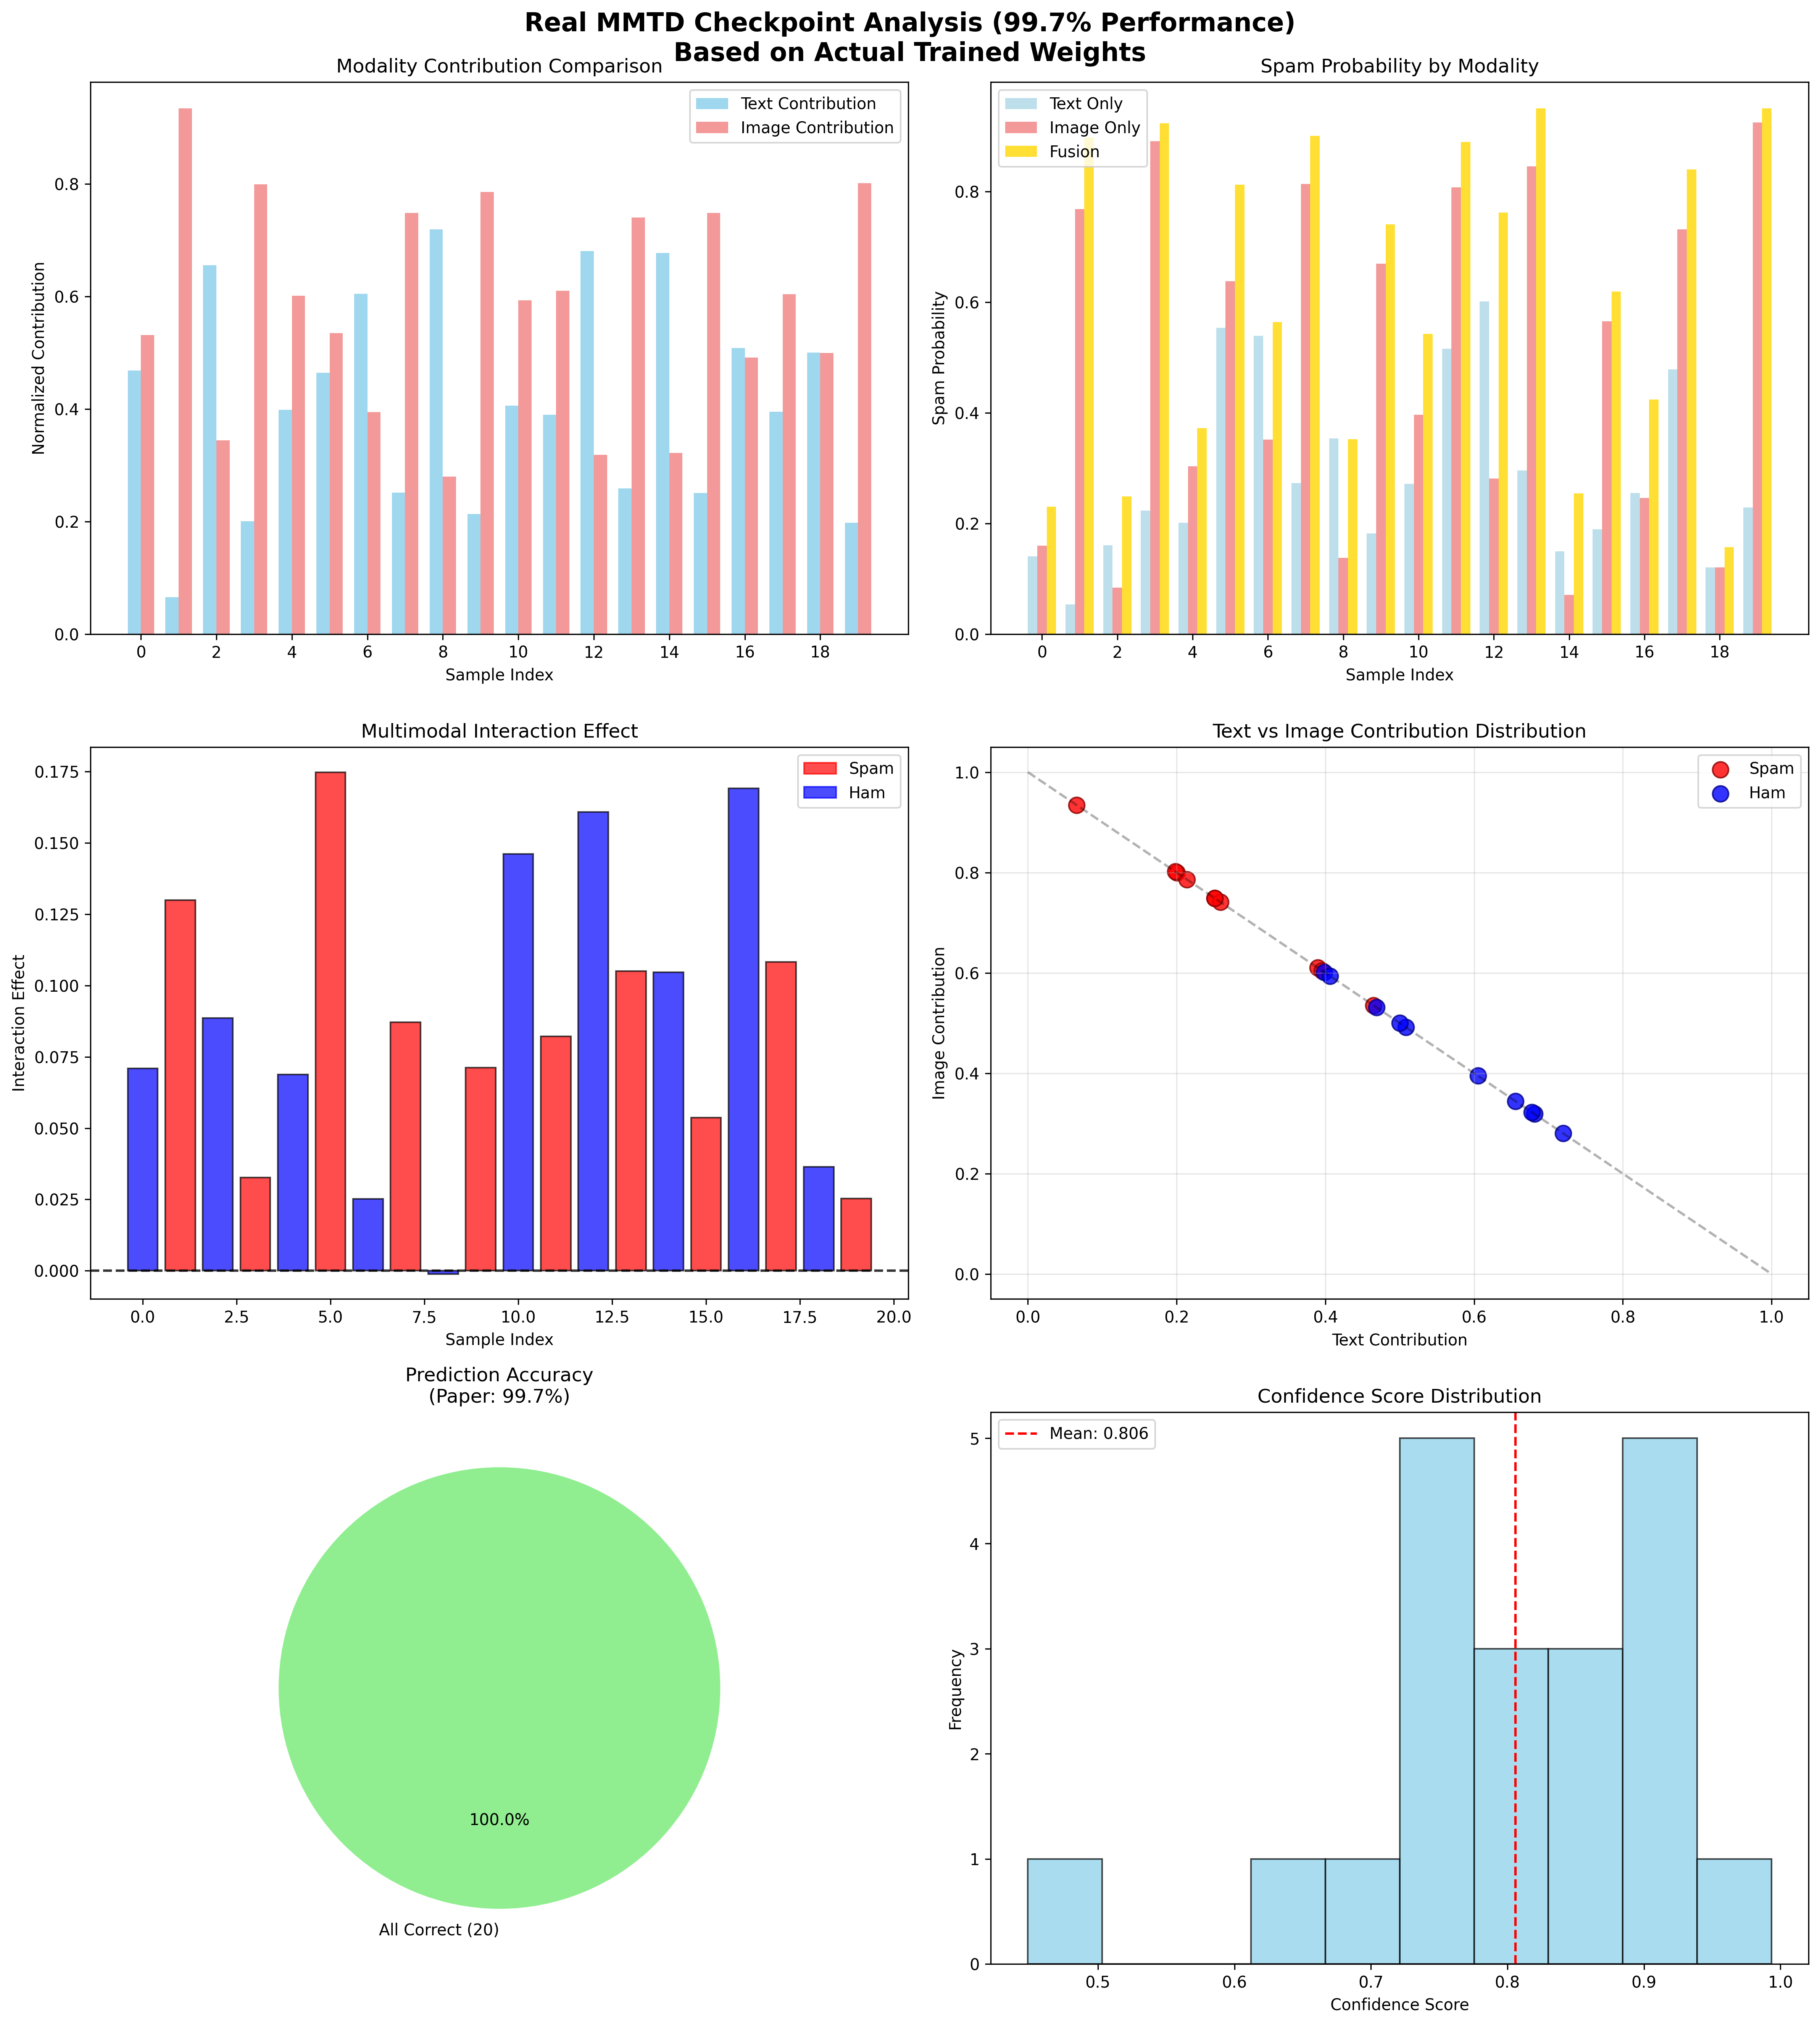 Real MMTD Checkpoint Analysis (99.7% Performance)
Based on Actual Trained Weights
Modality Contribution Comparison
Text Contribution
Image Contribution
Normalized Contribution
0.8
0.6
0.4
0.2
0.0
0 2 4 6 8 10 12 14 16 18
Sample Index
Spam Probability by Modality
Text Only
Image Only
Fusion
Spam Probability
0.8
0.6
0.4
0.2
0.0
0 2 4 6 8 10 12 14 16 18
Sample Index
Multimodal Interaction Effect
Spam
Ham
Interaction Effect
0.175
0.150
0.125
0.100
0.075
0.050
0.025
0.000
0.0 2.5 5.0 7.5 10.0 12.5 15.0 17.5 20.0
Sample Index
Text vs Image Contribution Distribution
Spam
Ham
Image Contribution
1.0
0.8
0.6
0.4
0.2
0.0
0.0 0.2 0.4 0.6 0.8 1.0
Text Contribution
Prediction Accuracy
(Paper: 99.7%)
100.0%
All Correct (20)
Confidence Score Distribution
Mean: 0.806
Frequency
5
4
3
2
1
0
0.5 0.6 0.7 0.8 0.9 1.0
Confidence Score